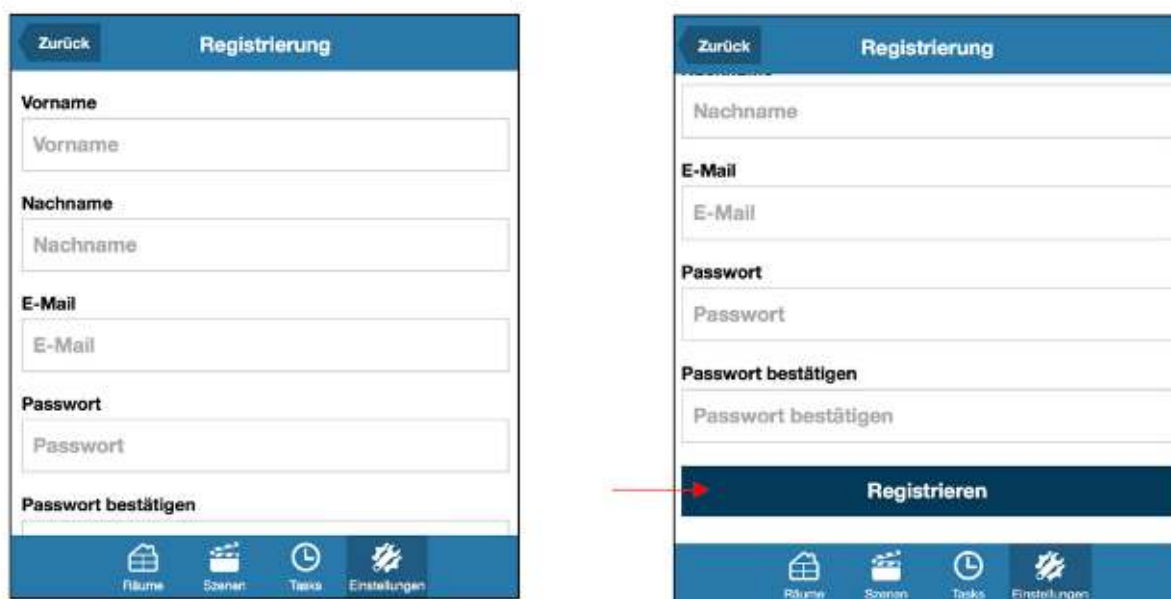 Zurück Registrierung
Vorname
Vorname
Nachname
Nachname
E-Mail
E-Mail
Passwort
Passwort
Passwort bestätigen
Räume Szenen Tasks Einstellungen
Zurück Registrierung
Nachname
Nachname
E-Mail
E-Mail
Passwort
Passwort
Passwort bestätigen
Passwort bestätigen
Registrieren
Räume Szenen Tasks Einstellungen